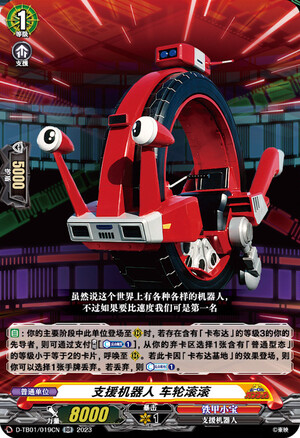 1
等级
支援
盾护 5000
虽然说这个世界上有各种各样的机器人,
不过如果要比速度我们可是第一名
自:你的主要阶段中此单位登场至 时,若存在含有「卡布达」的等级3的你的
先导者,则可通过支付 ,从你的弃卡区选择1张含有「普通型态」
的等级小于等于2的卡片,呼唤至 。若此卡因「卡布达基地」的效果登场,则
你可以选择1张手牌丢弃。若丢弃,则
普通单位
支援机器人 车轮滚滚
力量 8000
暴击
1
铁甲小宝
支援机器人
D-TB01/019CN RR 2023
©東映